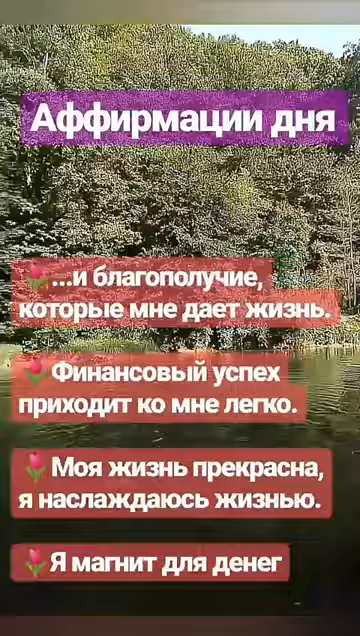 Аффирмации дня
🌷...и благополучие,
которые мне дает жизнь.
🌷Финансовый успех
приходит ко мне легко.
🌷Моя жизнь прекрасна,
я наслаждаюсь жизнью.
🌷Я магнит для денег